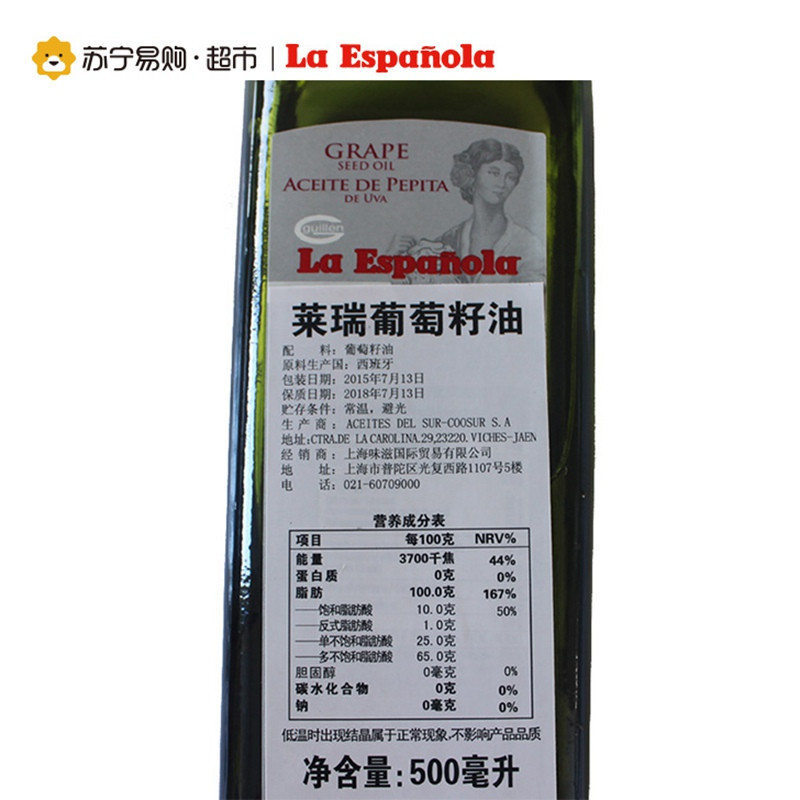 苏宁易购·超市 | La Española
GRAPE
SEED OIL
ACEITE DE PEPITA
DE UVA
guillén
La Española
莱瑞葡萄籽油
配 料：葡萄籽油
原料生产国：西班牙
包装日期：2015年7月13日
保质日期：2018年7月13日
贮存条件：常温，避光
生产商：ACEITES DEL SUR-COOSUR S.A
地址:CTRA.DE LA CAROLINA.29,23220. VICHES-JAEN
经销商：上海味滋国际贸易有限公司
地 址：上海市普陀区光复西路1107号5楼
电 话：021-60709000
营养成分表
项目 每100克 NRV%
能量 3700千焦 44%
蛋白质 0克 0%
脂肪 100.0克 167%
——饱和脂肪酸 10.0克 50%
——反式脂肪酸 1.0克
——单不饱和脂肪酸 25.0克
——多不饱和脂肪酸 65.0克
胆固醇 0毫克 0%
碳水化合物 0克 0%
钠 0毫克 0%
低温时出现结晶属于正常现象,不影响产品品质
净含量:500毫升